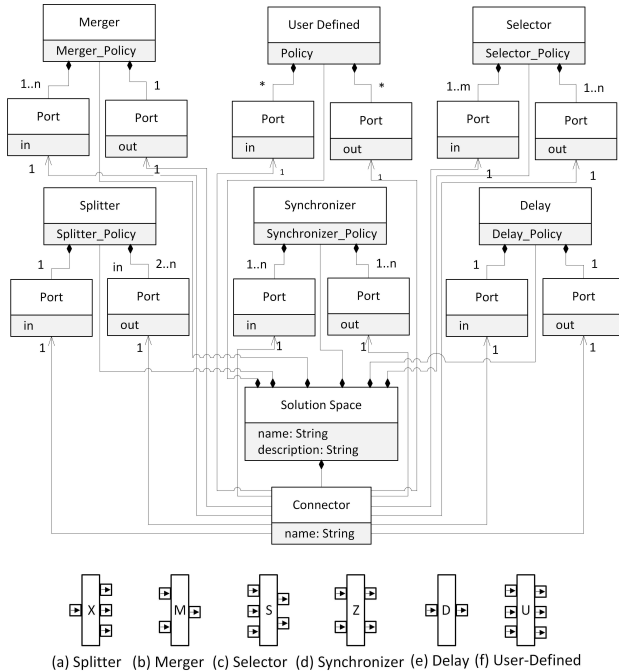 Merger
Merger_Policy
User Defined
Policy
Selector
Selector_Policy
1..n
1
*
*
1..m
1..n
Port
in
Port
out
Port
in
Port
out
Port
in
Port
out
1
1
1
1
1
1
Splitter
Splitter_Policy
Synchronizer
Synchronizer_Policy
Delay
Delay_Policy
1
in
2..n
1..n
1..n
1
1
Port
in
Port
out
Port
in
Port
out
Port
in
Port
out
1
1
1
1
1
1
Solution Space
name: String
description: String
Connector
name: String
X
M
S
Z
D
U
(a) Splitter
(b) Merger
(c) Selector
(d) Synchronizer
(e) Delay
(f) User-Defined